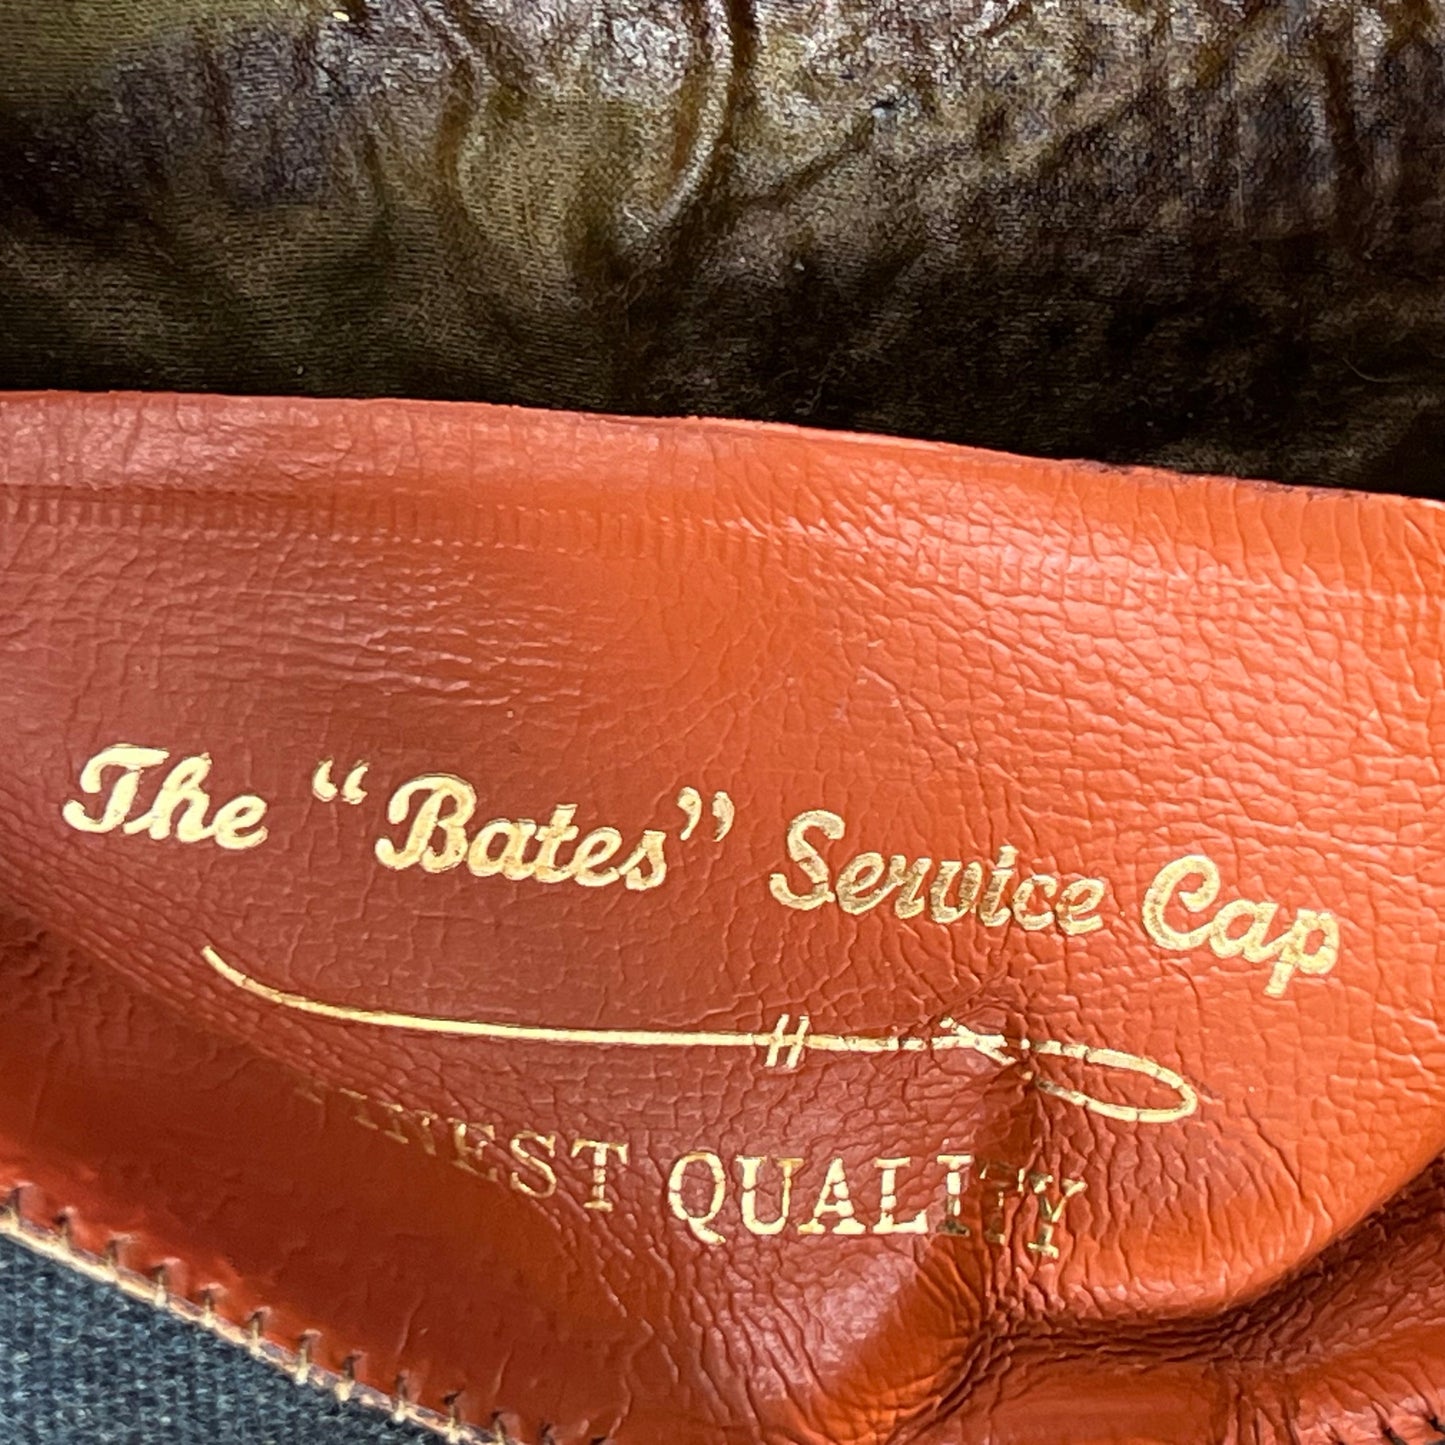 The “Bates” Service Cap
FINEST QUALITY